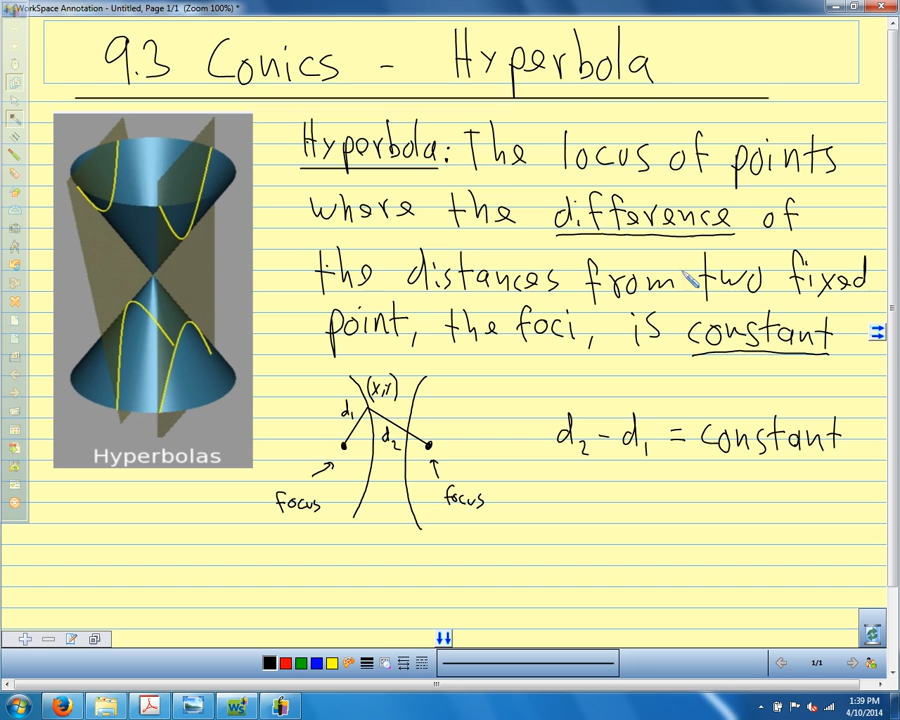 WorkSpace Annotation - Untitled, Page 1/1 (Zoom 100%) *
9.3 Conics - Hyperbola
Hyperbola: The locus of points
where the difference of
the distances from two fixed
point, the foci, is constant
Hyperbolas
(x,y)
d₁
d₂
focus
focus
d₂ - d₁ = constant
1/1
1:39 PM
4/10/2014